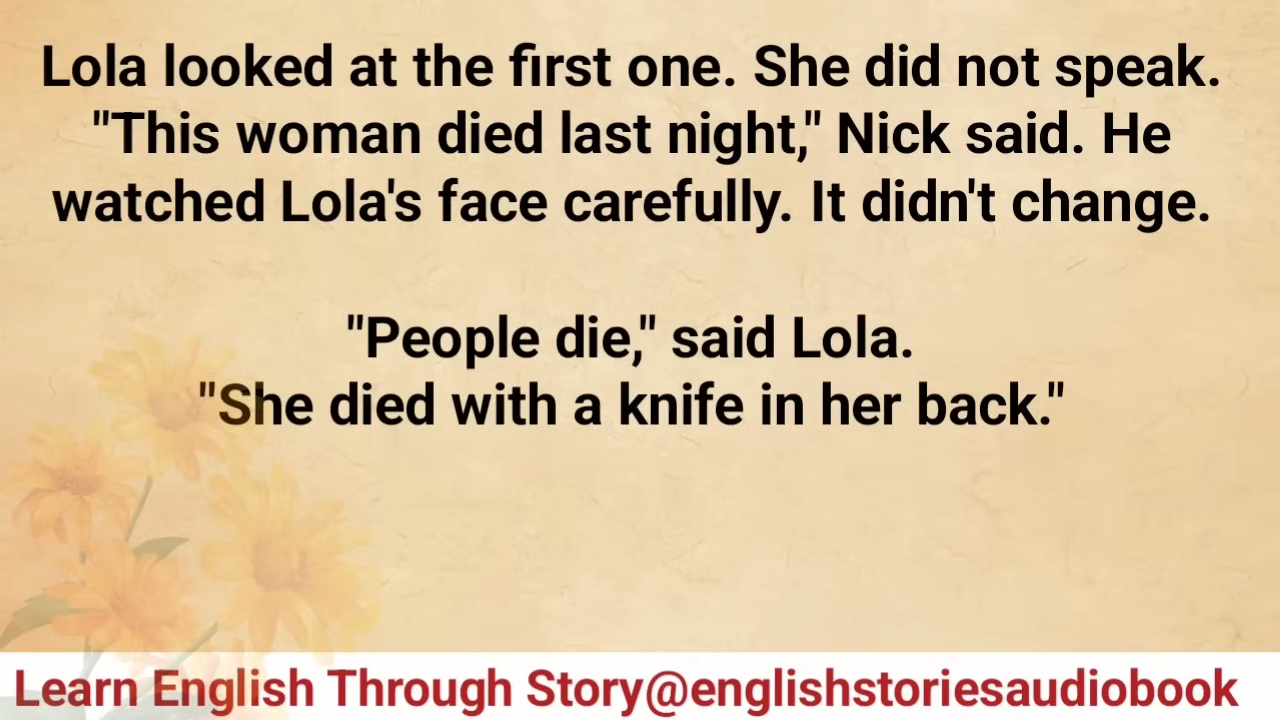 Lola looked at the first one. She did not speak.
"This woman died last night," Nick said. He
watched Lola's face carefully. It didn't change.
"People die," said Lola.
"She died with a knife in her back."
Learn English Through Story@englishstoriesaudiobook